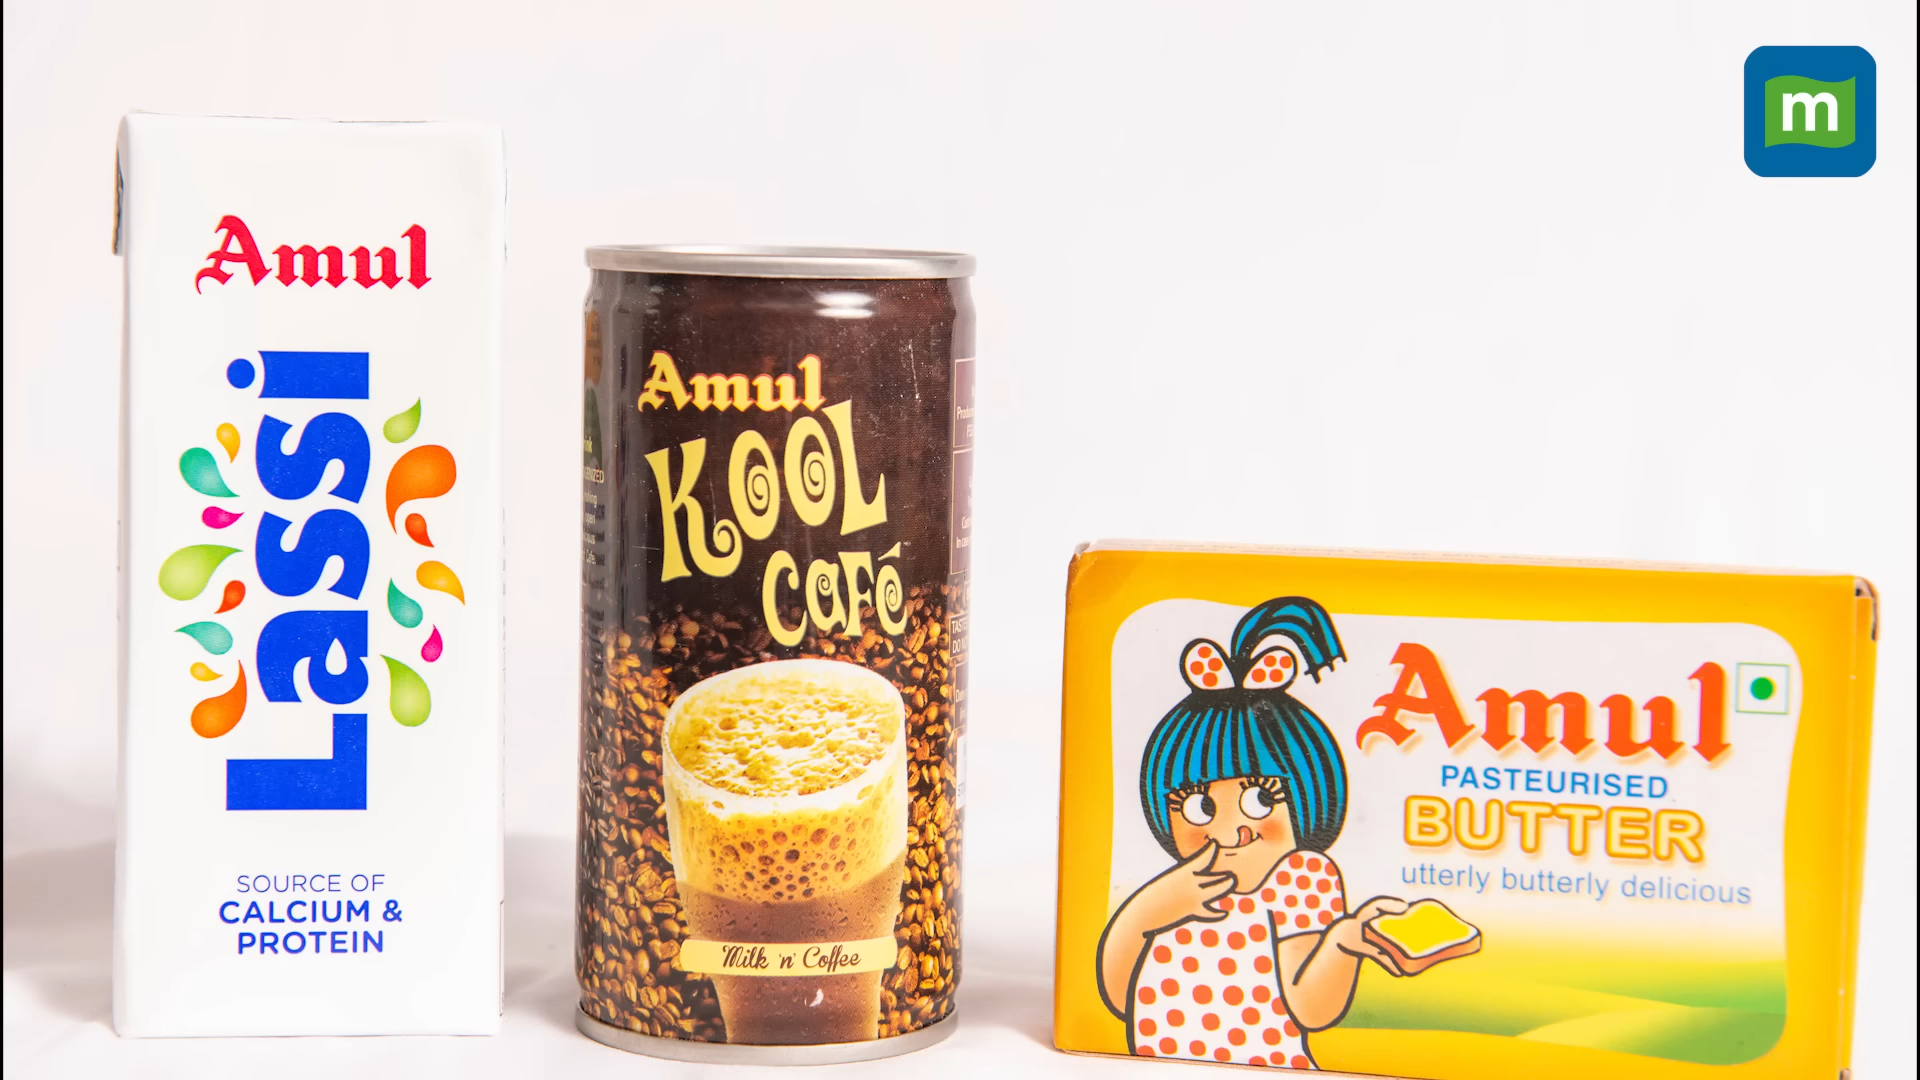 m
Amul
Lassi
SOURCE OF
CALCIUM &
PROTEIN
Amul
KOOL
café
Milk 'n' Coffee
Amul
PASTEURISED
BUTTER
utterly butterly delicious